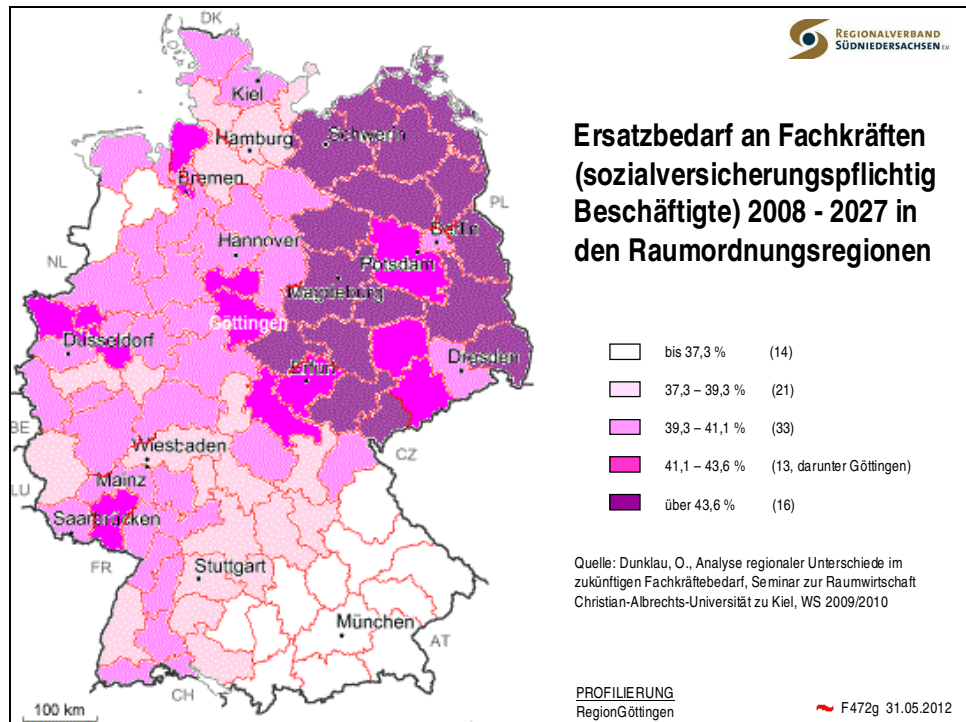 REGIONALVERBAND
SÜDNIEDERSACHSEN E.V.
Ersatzbedarf an Fachkräften
(sozialversicherungspflichtig
Beschäftigte) 2008 - 2027 in
den Raumordnungsregionen
bis 37,3 % (14)
37,3 – 39,3 % (21)
39,3 – 41,1 % (33)
41,1 – 43,6 % (13, darunter Göttingen)
über 43,6 % (16)
Quelle: Dunklau, O., Analyse regionaler Unterschiede im
zukünftigen Fachkräftebedarf, Seminar zur Raumwirtschaft
Christian-Albrechts-Universität zu Kiel, WS 2009/2010
PROFILIERUNG
RegionGöttingen
F472g 31.05.2012
DK
Kiel
Schwerin
Hamburg
Bremen
PL
Berlin
Hannover
NL
Potsdam
Magdeburg
Göttingen
Düsseldorf
Dresden
Erfurt
BE
Wiesbaden
CZ
Mainz
LU
Saarbrücken
FR
Stuttgart
München
AT
CH
100 km